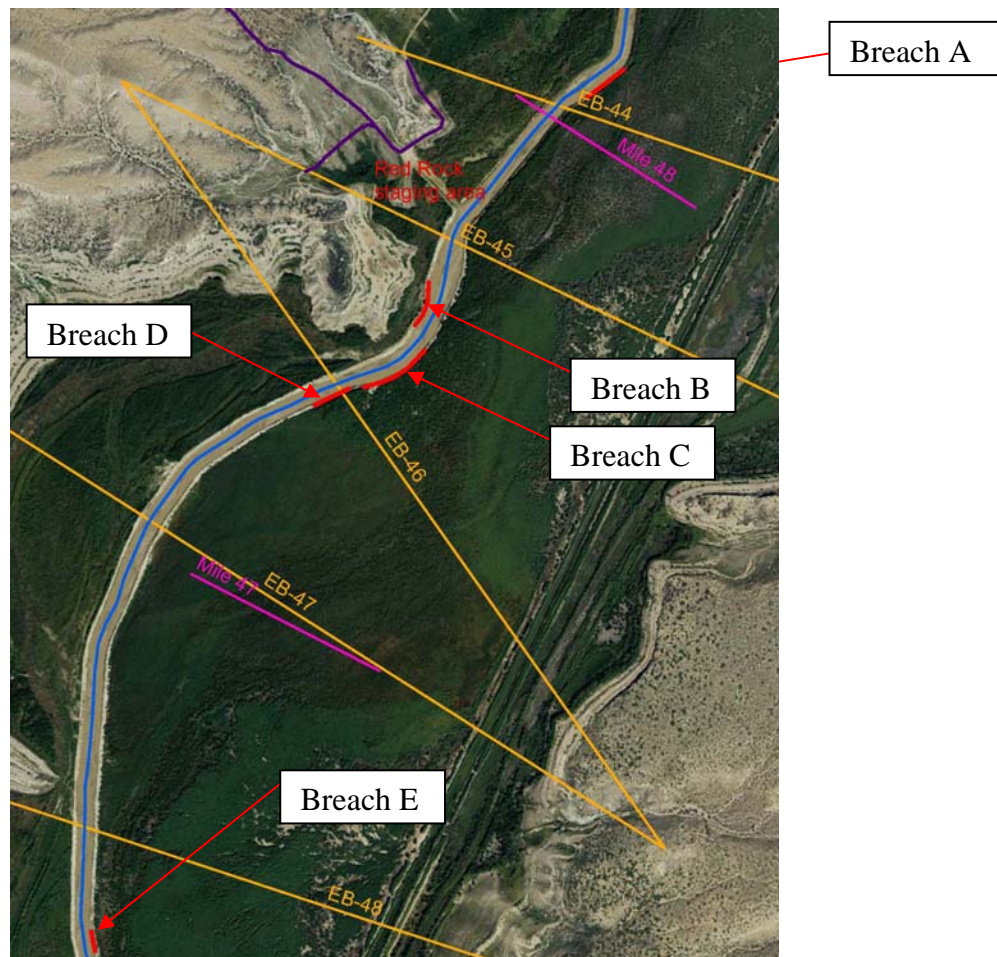 Breach A
EB-44
Mile 48
Red Rock
staging area
EB-45
Breach D
Breach B
EB-46
Breach C
Mile 47
EB-47
Breach E
EB-48